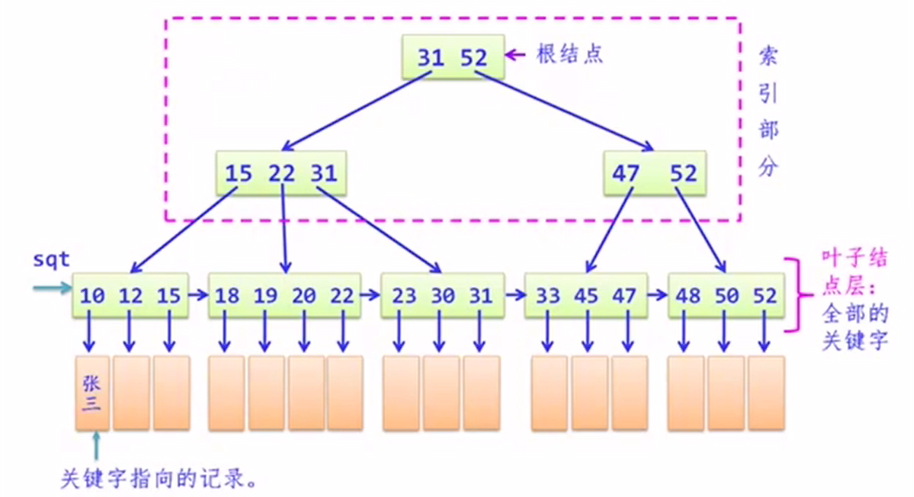 31 52
根结点
索引部分
15 22 31
47 52
sqt
10 12 15
18 19 20 22
23 30 31
33 45 47
48 50 52
叶子结
点层：
全部的
关键字
张三
关键字指向的记录。